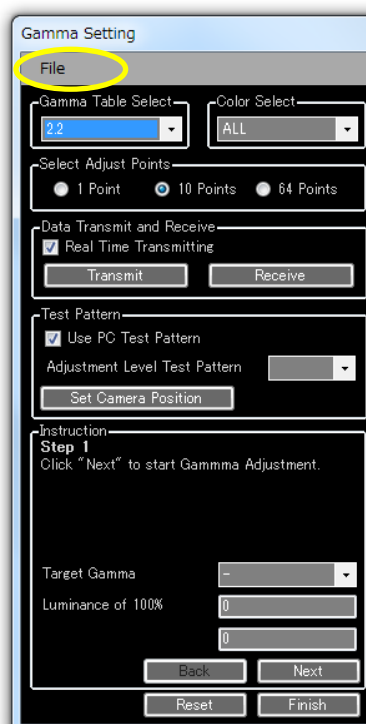 Gamma Setting
File
Gamma Table Select Color Select
2.2 ALL
Select Adjust Points
1 Point 10 Points 64 Points
Data Transmit and Receive
Real Time Transmitting
Transmit Receive
Test Pattern
Use PC Test Pattern
Adjustment Level Test Pattern
Set Camera Position
Instruction
Step 1
Click "Next" to start Gammma Adjustment.
Target Gamma -
Luminance of 100% 0
0
Back Next
Reset Finish